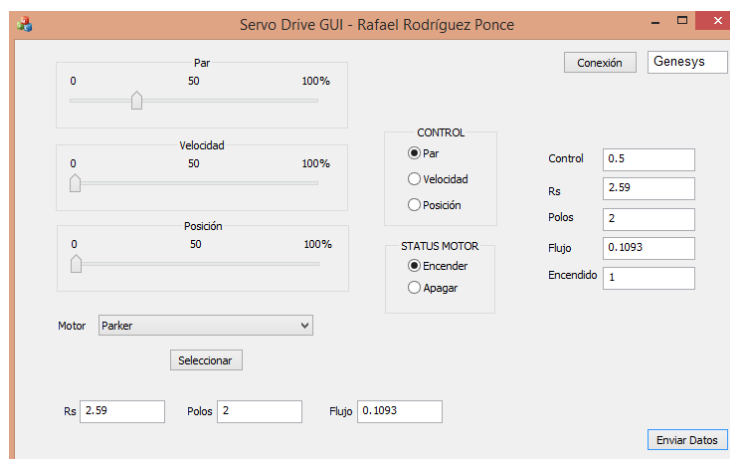 Servo Drive GUI - Rafael Rodríguez Ponce
Conexión Genesys
Par
0 50 100%
Velocidad
0 50 100%
Posición
0 50 100%
CONTROL
Par
Velocidad
Posición
STATUS MOTOR
Encender
Apagar
Control 0.5
Rs 2.59
Polos 2
Flujo 0.1093
Encendido 1
Motor Parker
Seleccionar
Rs 2.59 Polos 2 Flujo 0.1093
Enviar Datos